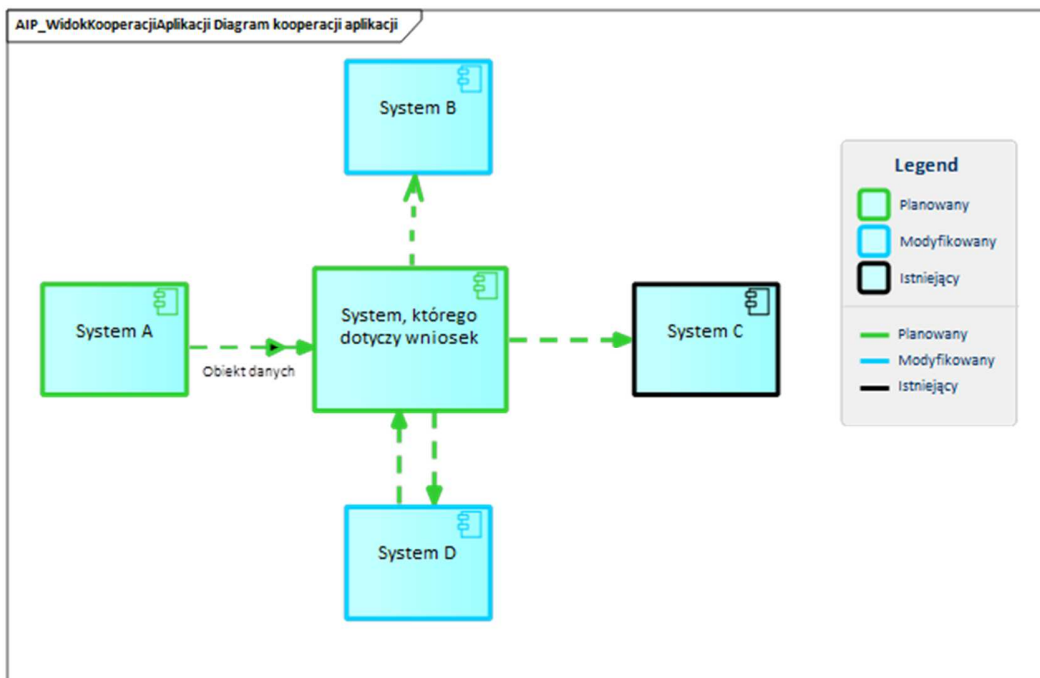 AIP_WidokKooperacjiAplikacji Diagram kooperacji aplikacji
System B
System A
Obiekt danych
System, którego
dotyczy wniosek
System C
System D
Legend
Planowany
Modyfikowany
Istniejący
Planowany
Modyfikowany
Istniejący